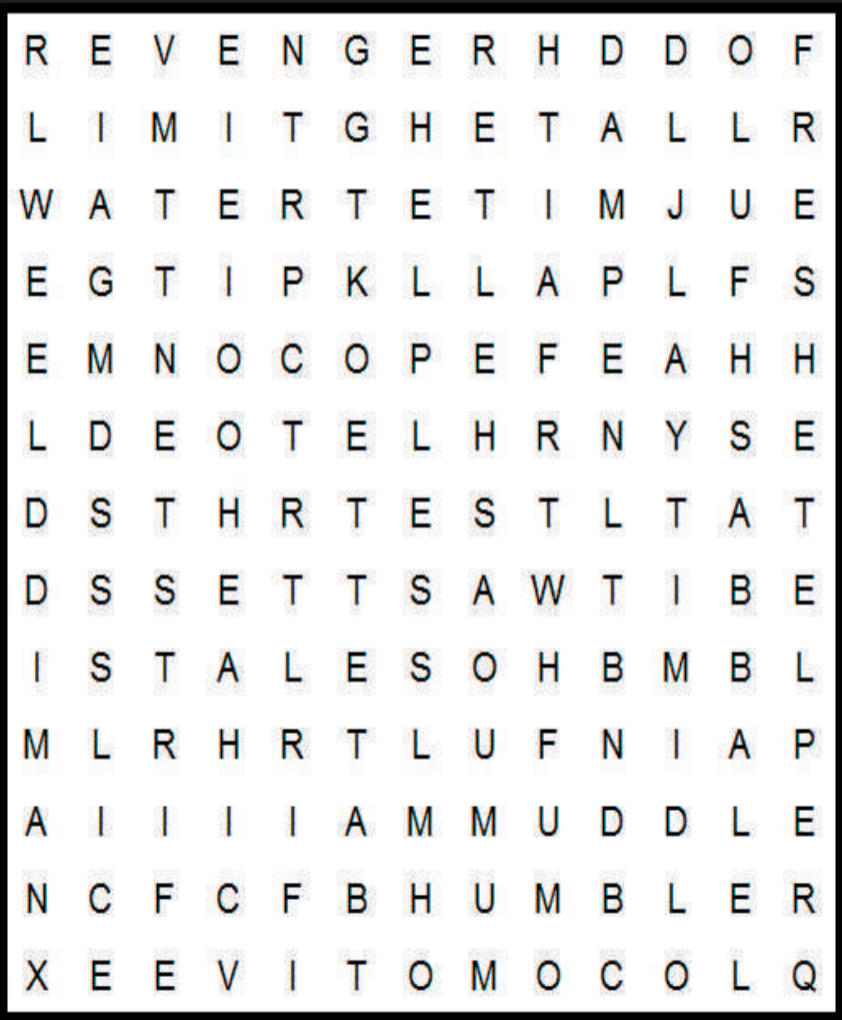 R E V E N G E R H D D O F
L I M I T G H E T A L L R
W A T E R T E T I M J U E
E G T I P K L L A P L F S
E M N O C O P E F E A H H
L D E O T E L H R N Y S E
D S T H R T E S T L T A T
D S S E T T S A W T I B E
I S T A L E S O H B M B L
M L R H R T L U F N I A P
A I I I I A M M U D D L E
N C F C F B H U M B L E R
X E E V I T O M O C O L Q